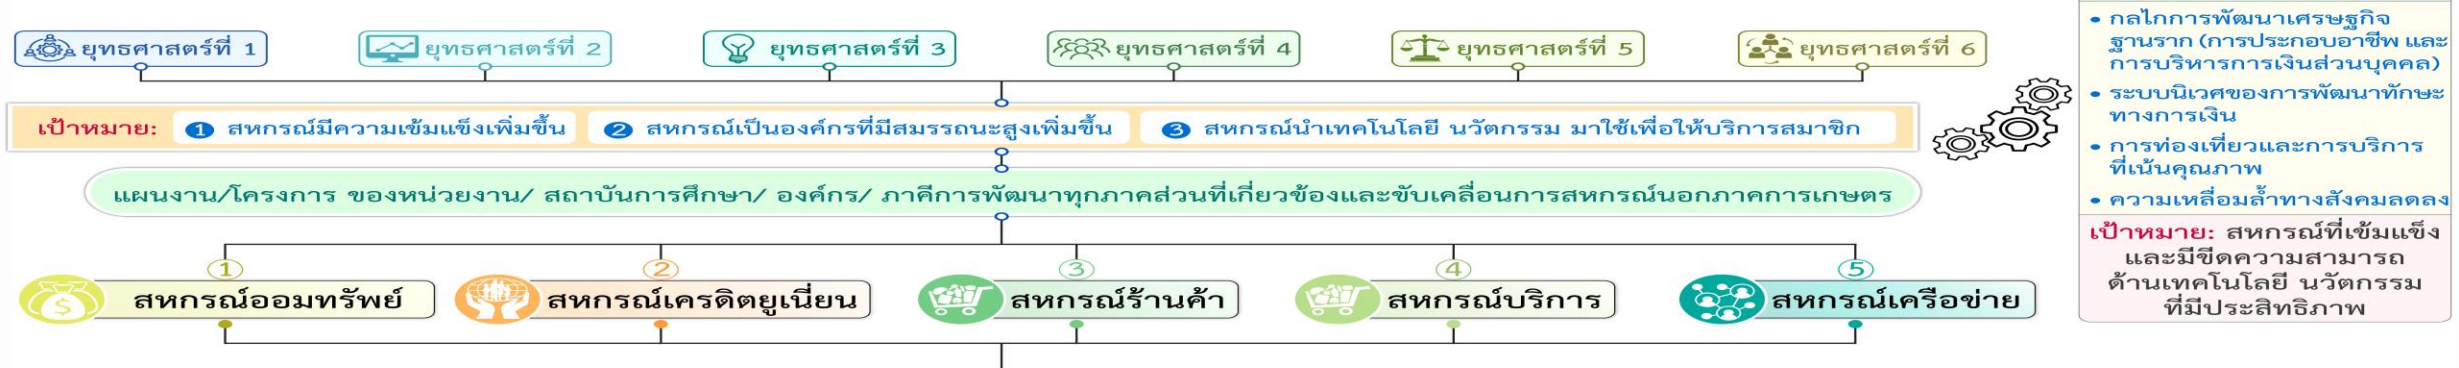 ยุทธศาสตร์ที่ 1
ยุทธศาสตร์ที่ 2
ยุทธศาสตร์ที่ 3
ยุทธศาสตร์ที่ 4
ยุทธศาสตร์ที่ 5
ยุทธศาสตร์ที่ 6
เป้าหมาย: 1 สหกรณ์มีความเข้มแข็งเพิ่มขึ้น 2 สหกรณ์เป็นองค์กรที่มีสมรรถนะสูงเพิ่มขึ้น 3 สหกรณ์นำเทคโนโลยี นวัตกรรม มาใช้เพื่อให้บริการสมาชิก
แผนงาน/โครงการ ของหน่วยงาน/ สถาบันการศึกษา/ องค์กร/ ภาคีการพัฒนาทุกภาคส่วนที่เกี่ยวข้องและขับเคลื่อนการสหกรณ์นอกภาคการเกษตร
1
สหกรณ์ออมทรัพย์
2
สหกรณ์เครดิตยูเนี่ยน
3
สหกรณ์ร้านค้า
4
สหกรณ์บริการ
5
สหกรณ์เครือข่าย
• กลไกการพัฒนาเศรษฐกิจ
ฐานราก (การประกอบอาชีพ และ
การบริหารการเงินส่วนบุคคล)
• ระบบนิเวศของการพัฒนาทักษะ
ทางการเงิน
• การท่องเที่ยวและการบริการ
ที่เน้นคุณภาพ
• ความเหลื่อมล้ำทางสังคมลดลง
เป้าหมาย: สหกรณ์ที่เข้มแข็ง
และมีขีดความสามารถ
ด้านเทคโนโลยี นวัตกรรม
ที่มีประสิทธิภาพ